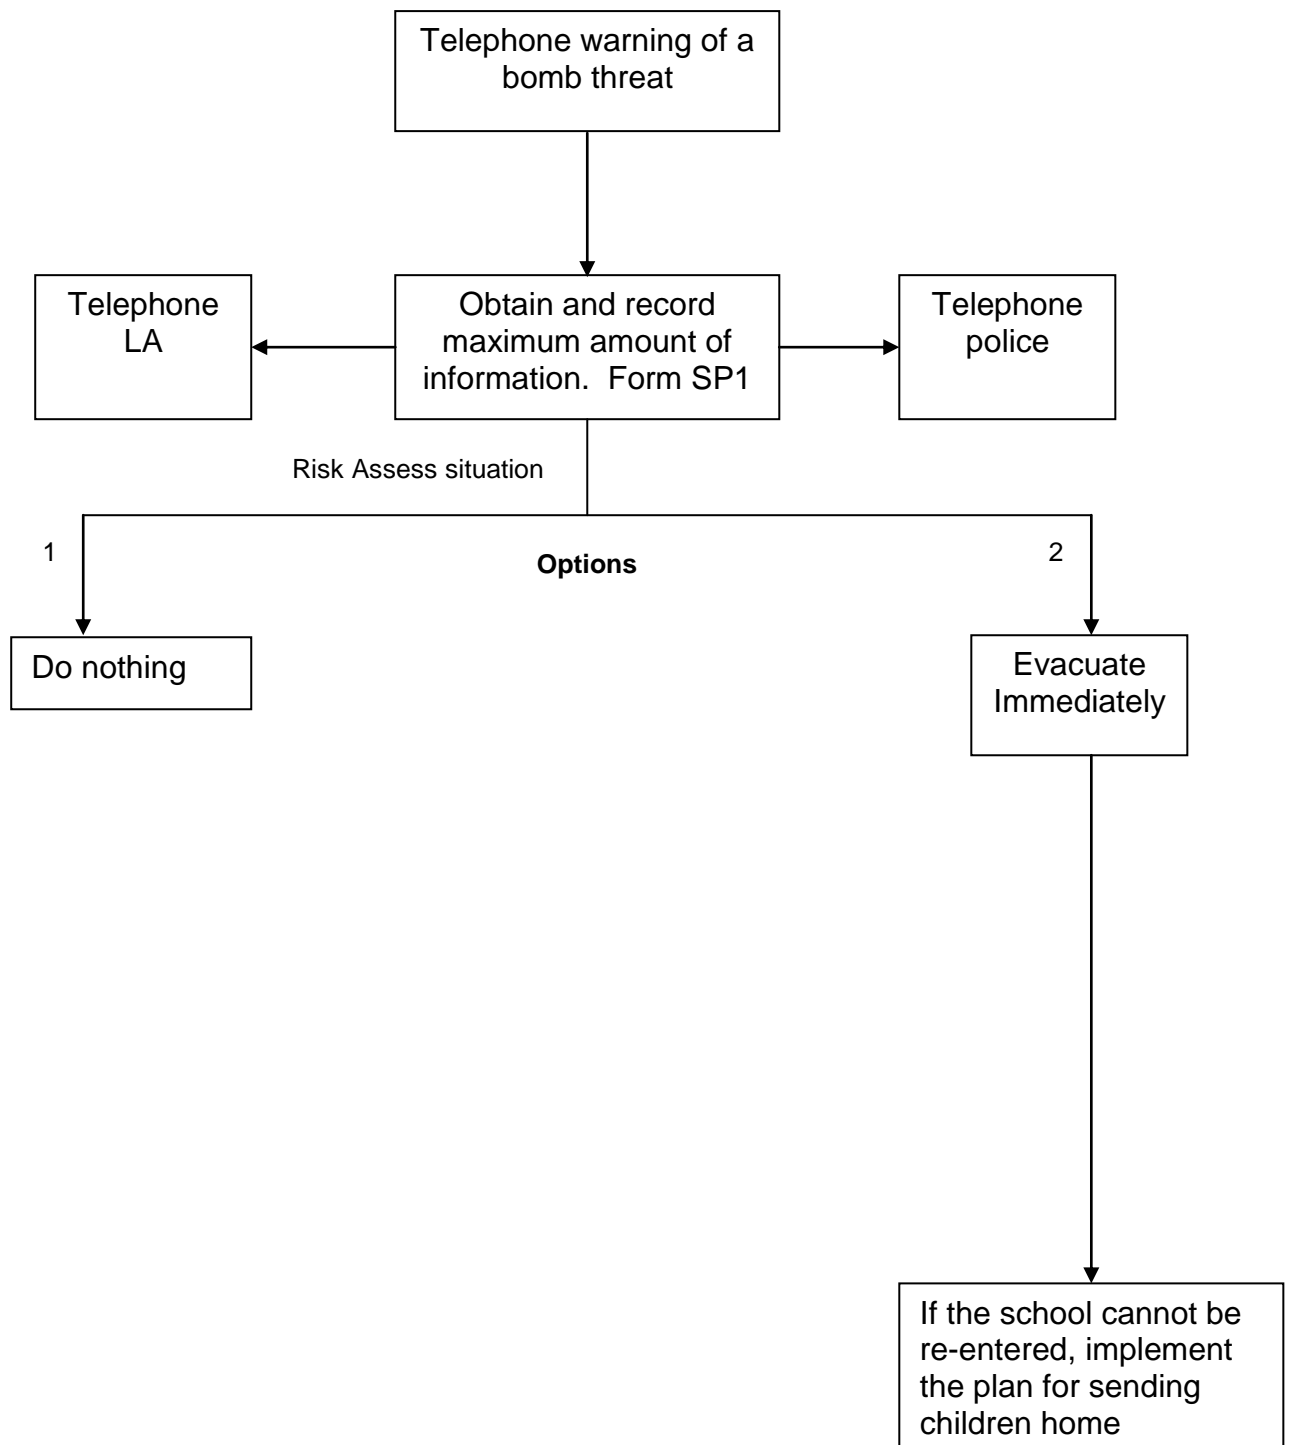 Telephone warning of a
bomb threat
Telephone
LA
Obtain and record
maximum amount of
information.  Form SP1
Telephone
police
Risk Assess situation
1
Options
2
Do nothing
Evacuate
Immediately
If the school cannot be
re-entered, implement
the plan for sending
children home